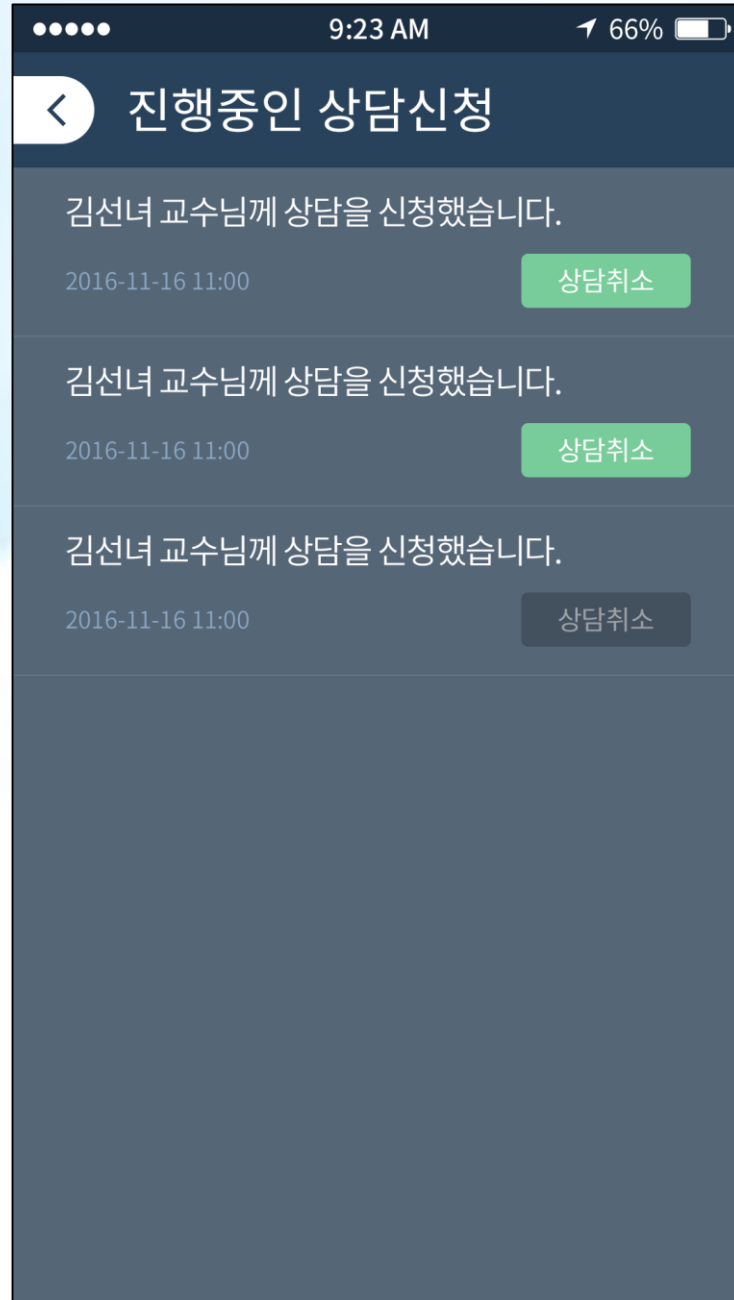 9:23 AM 66%
진행중인 상담신청
김선녀 교수님께 상담을 신청했습니다.
2016-11-16 11:00 상담취소
김선녀 교수님께 상담을 신청했습니다.
2016-11-16 11:00 상담취소
김선녀 교수님께 상담을 신청했습니다.
2016-11-16 11:00 상담취소